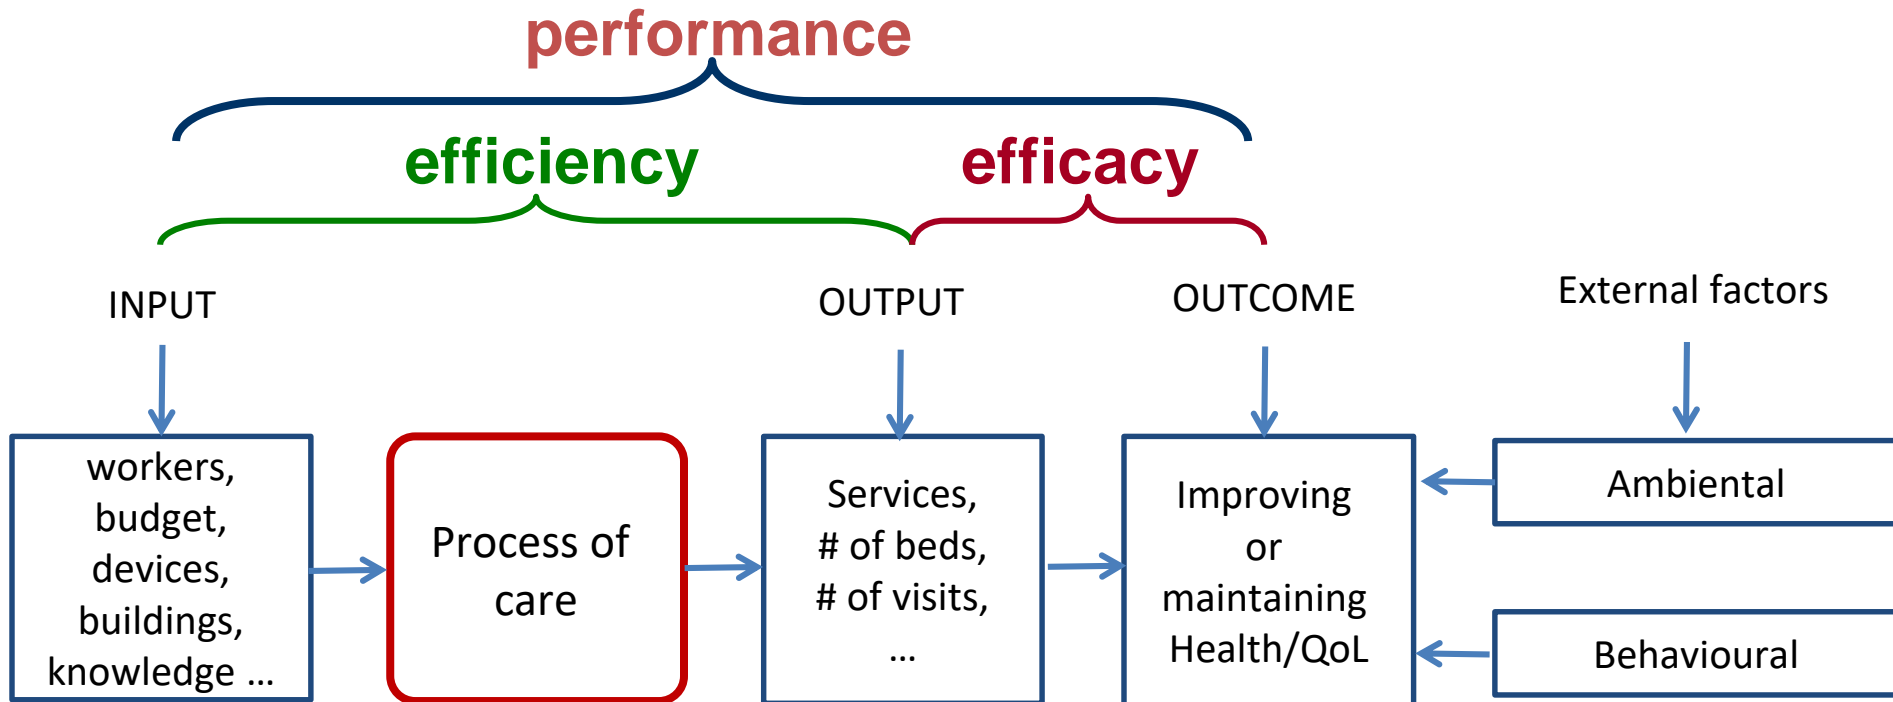 performance
efficiency
efficacy
INPUT
OUTPUT
OUTCOME
External factors
workers,
budget,
devices,
buildings,
knowledge ...
Process of
care
Services,
# of beds,
# of visits,
...
Improving
or
maintaining
Health/QoL
Ambiental
Behavioural